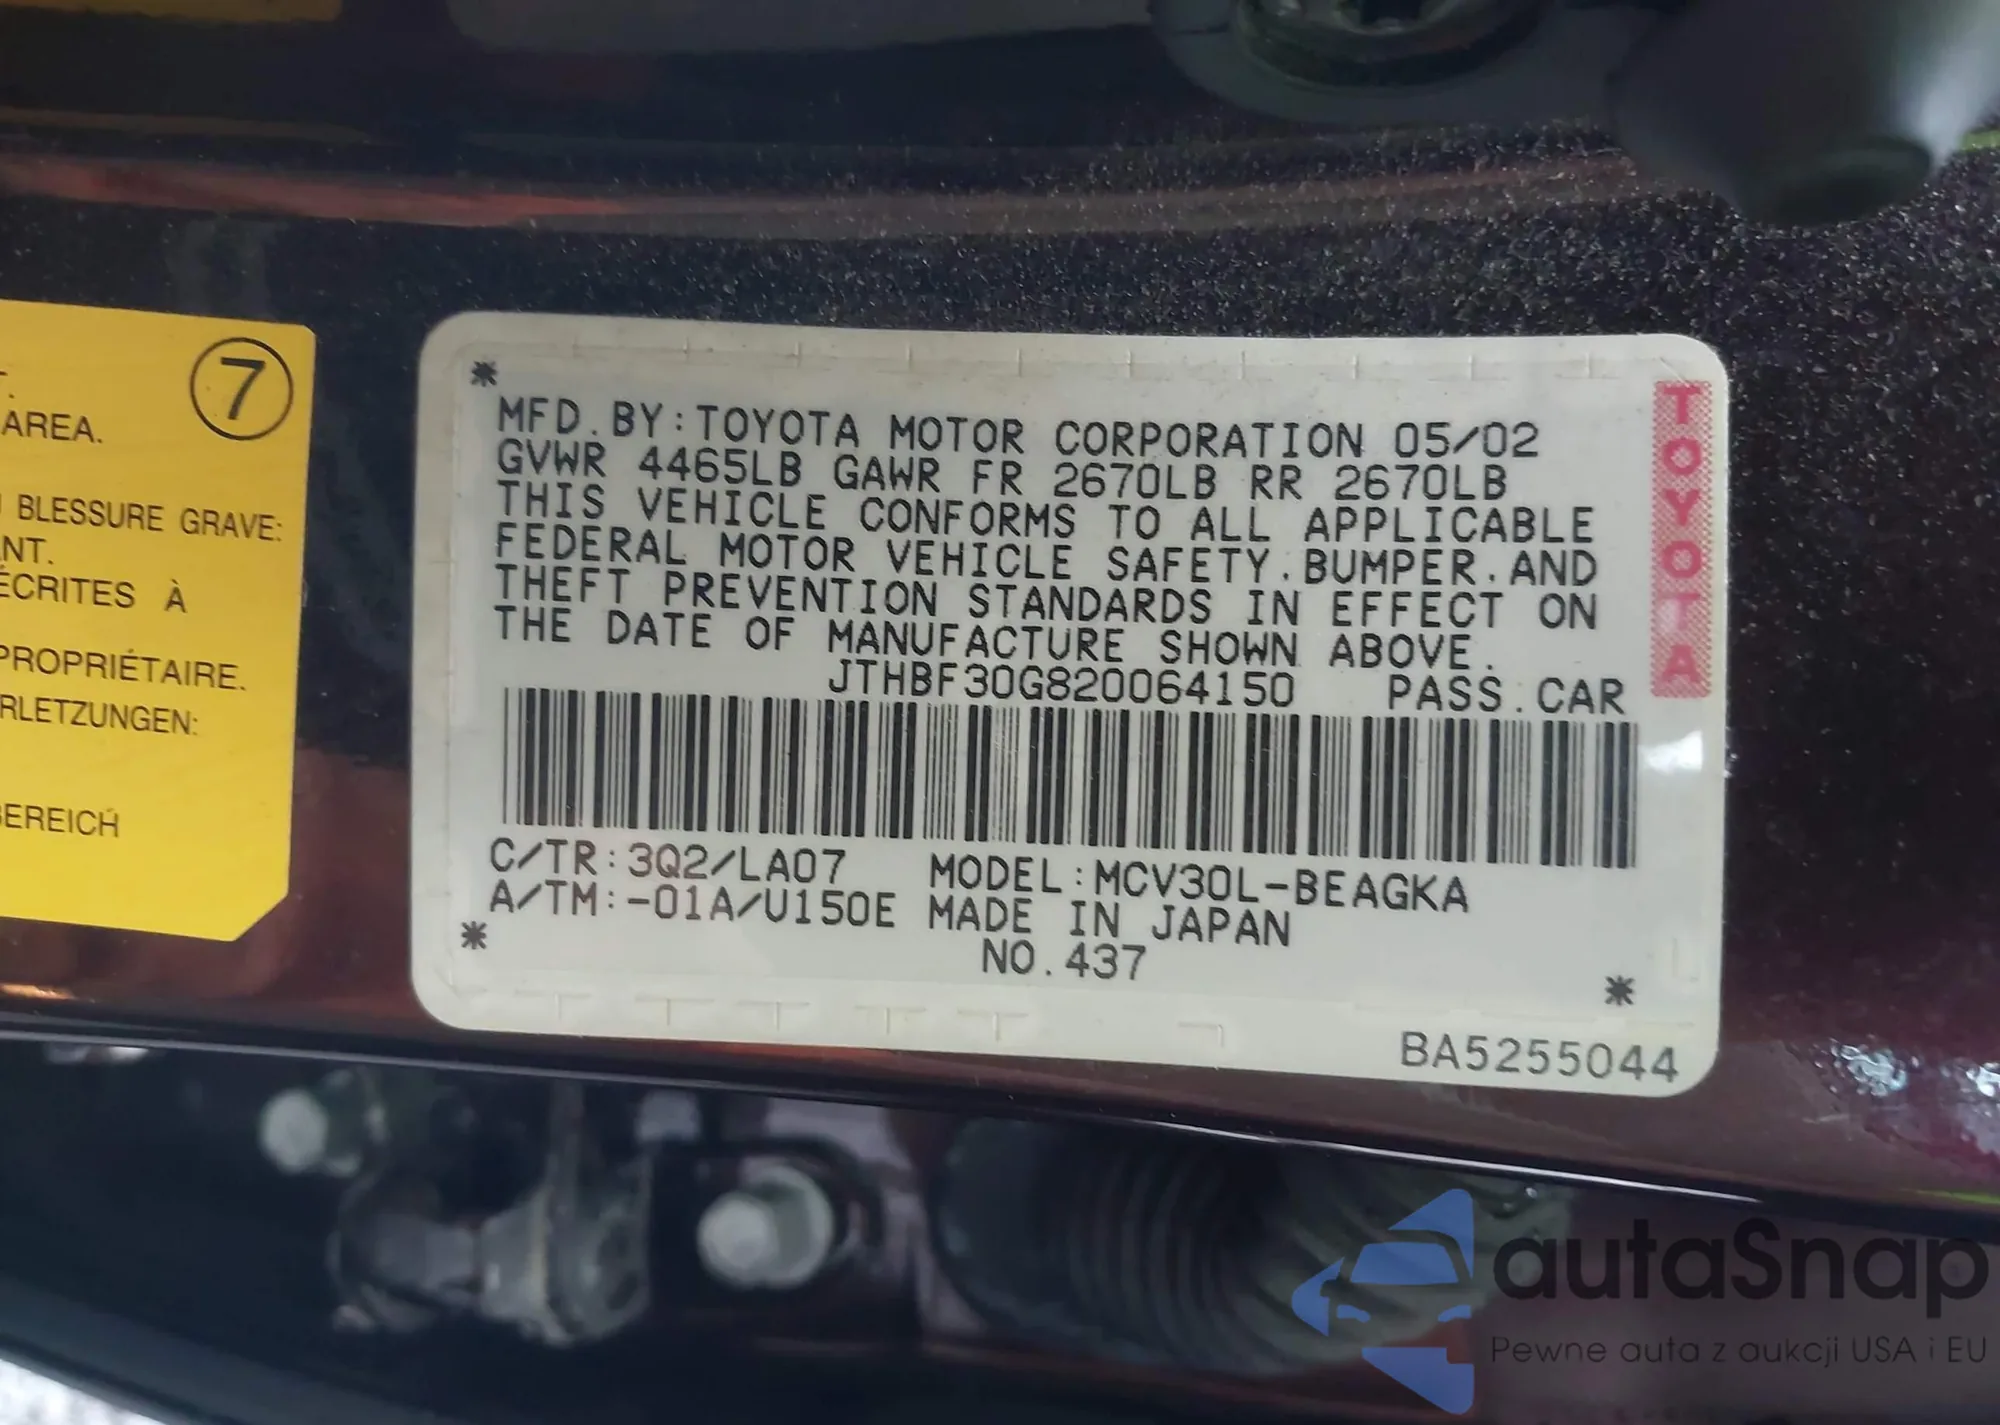 7
T.
AREA.
BLESSURE GRAVE:
NT.
ÉCRITES À
PROPRIÉTAIRE.
RLETZUNGEN:
BEREICH
*
MFD.BY:TOYOTA MOTOR CORPORATION 05/02
GVWR 4465LB GAWR FR 2670LB RR 2670LB
THIS VEHICLE CONFORMS TO ALL APPLICABLE
FEDERAL MOTOR VEHICLE SAFETY.BUMPER.AND
THEFT PREVENTION STANDARDS IN EFFECT ON
THE DATE OF MANUFACTURE SHOWN ABOVE.
JTHBF30G820064150 PASS.CAR
C/TR:3Q2/LA07 MODEL:MCV30L-BEAGKA
A/TM:-01A/U150E MADE IN JAPAN
NO.437
* *
BA5255044
TOYOTA
autaSnap
Pewne auta z aukcji USA i EU